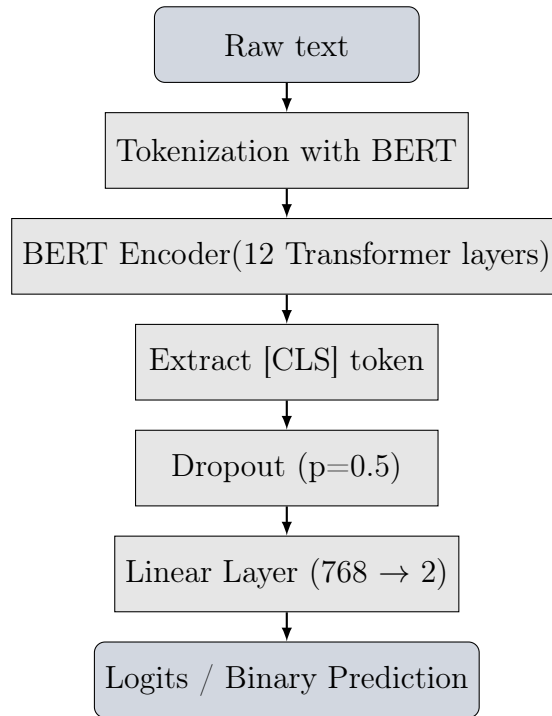 Raw text
Tokenization with BERT
BERT Encoder(12 Transformer layers)
Extract [CLS] token
Dropout (p=0.5)
Linear Layer (768 → 2)
Logits / Binary Prediction